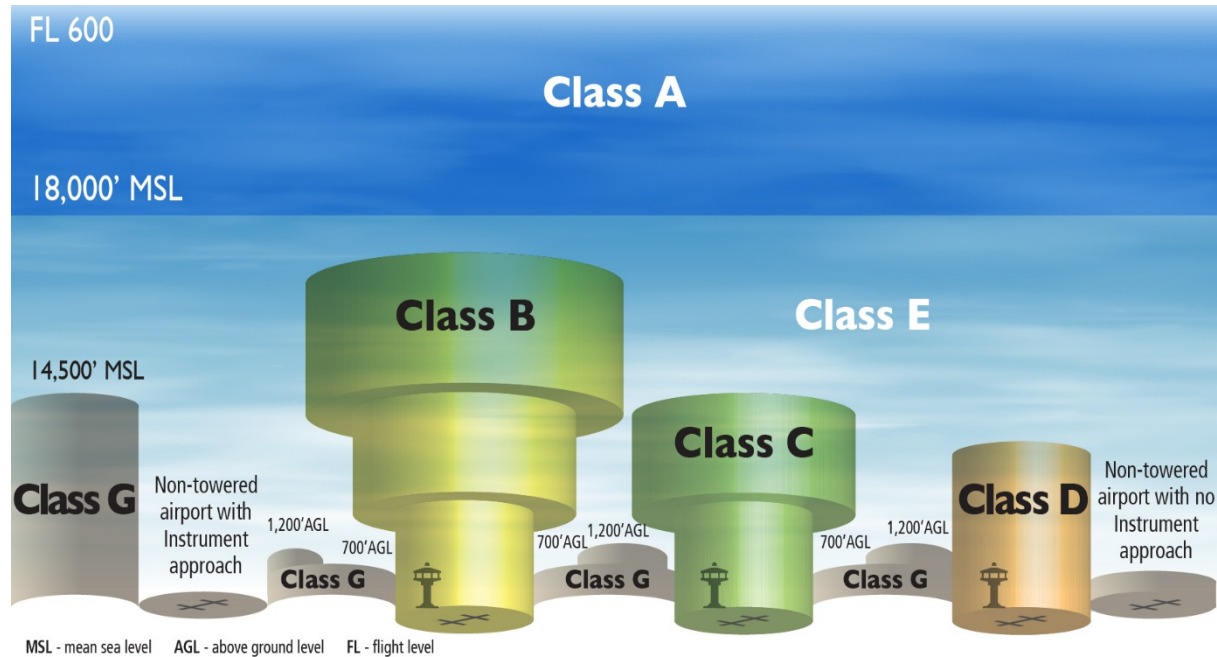 FL 600
Class A
18,000’ MSL
Class B
Class E
14,500’ MSL
Class G
Non-towered
airport with
Instrument
approach
1,200’AGL
700’AGL
Class G
700’AGL
1,200’AGL
Class G
Class C
700’AGL
1,200’AGL
Class G
Class D
Non-towered
airport with no
Instrument
approach
MSL - mean sea level AGL - above ground level FL - flight level